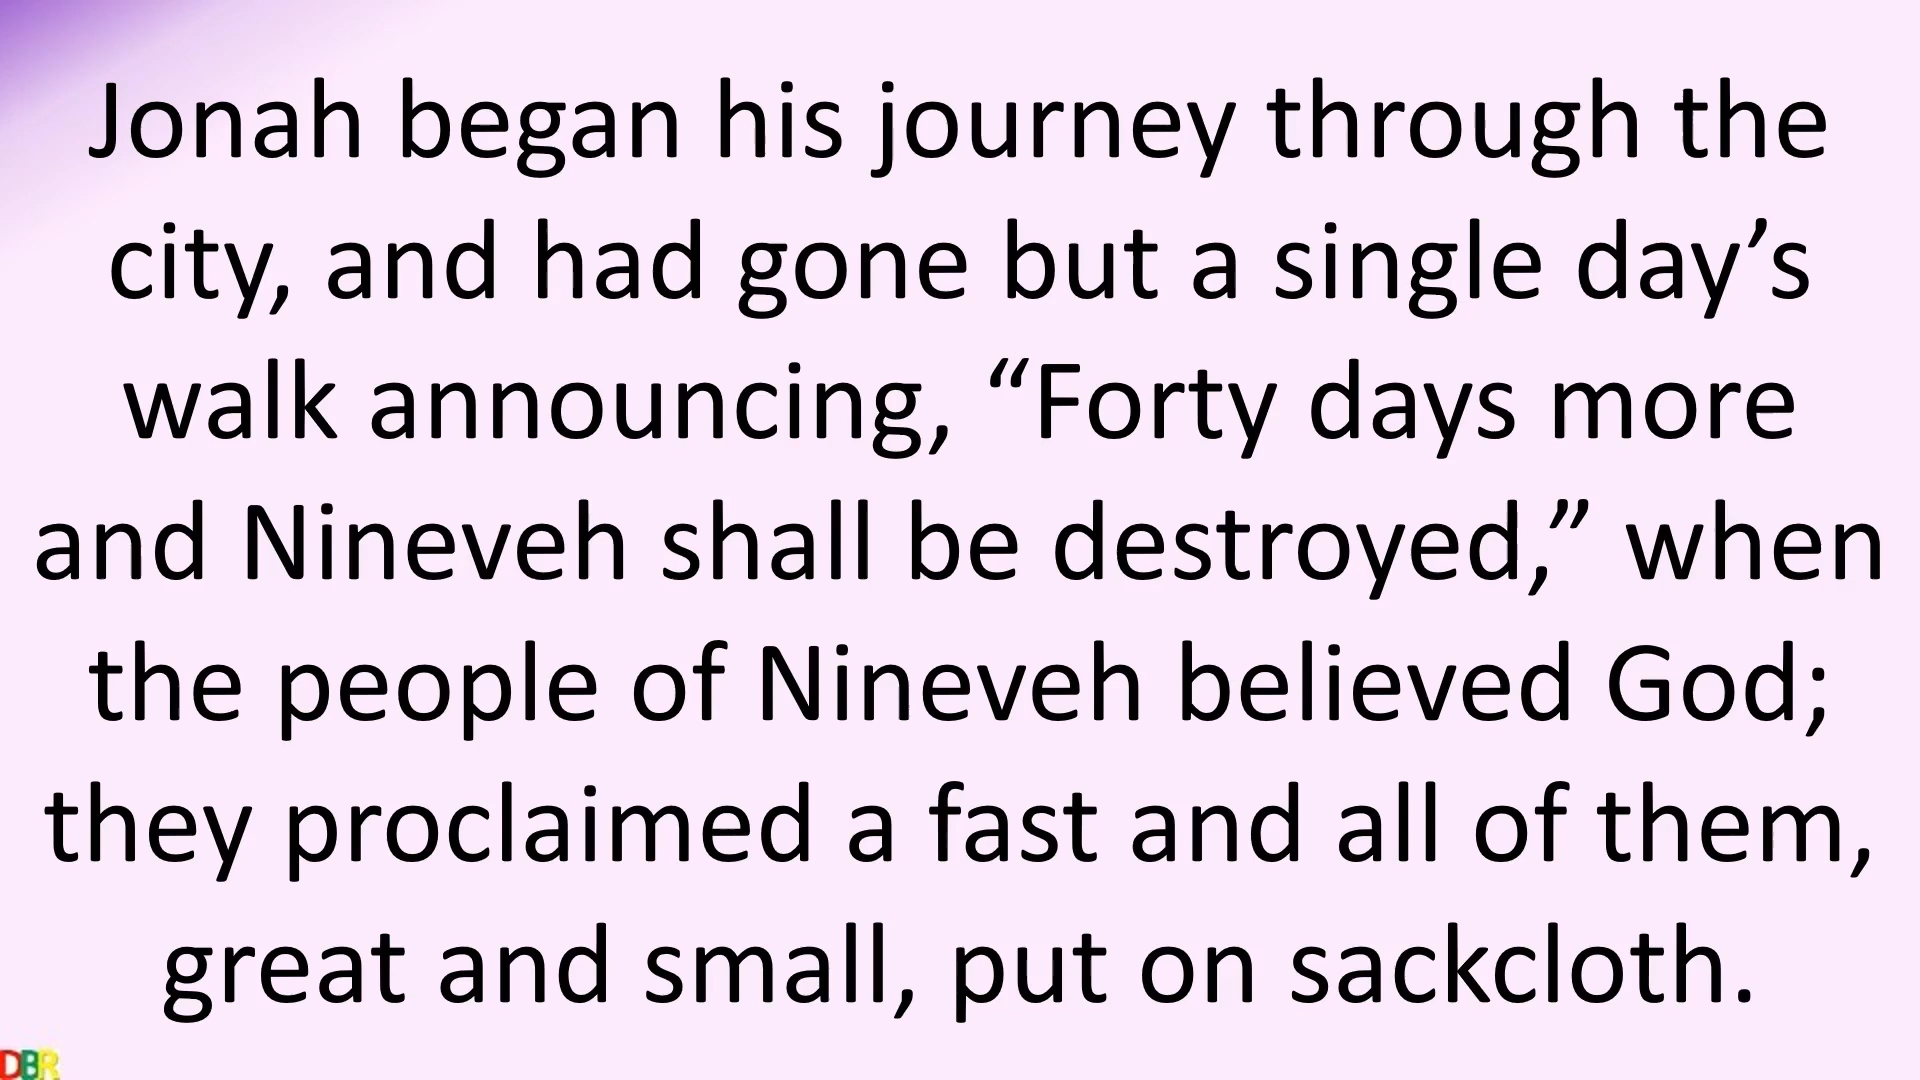 Jonah began his journey through the
city, and had gone but a single day’s
walk announcing, “Forty days more
and Nineveh shall be destroyed,” when
the people of Nineveh believed God;
they proclaimed a fast and all of them,
great and small, put on sackcloth.
DBR